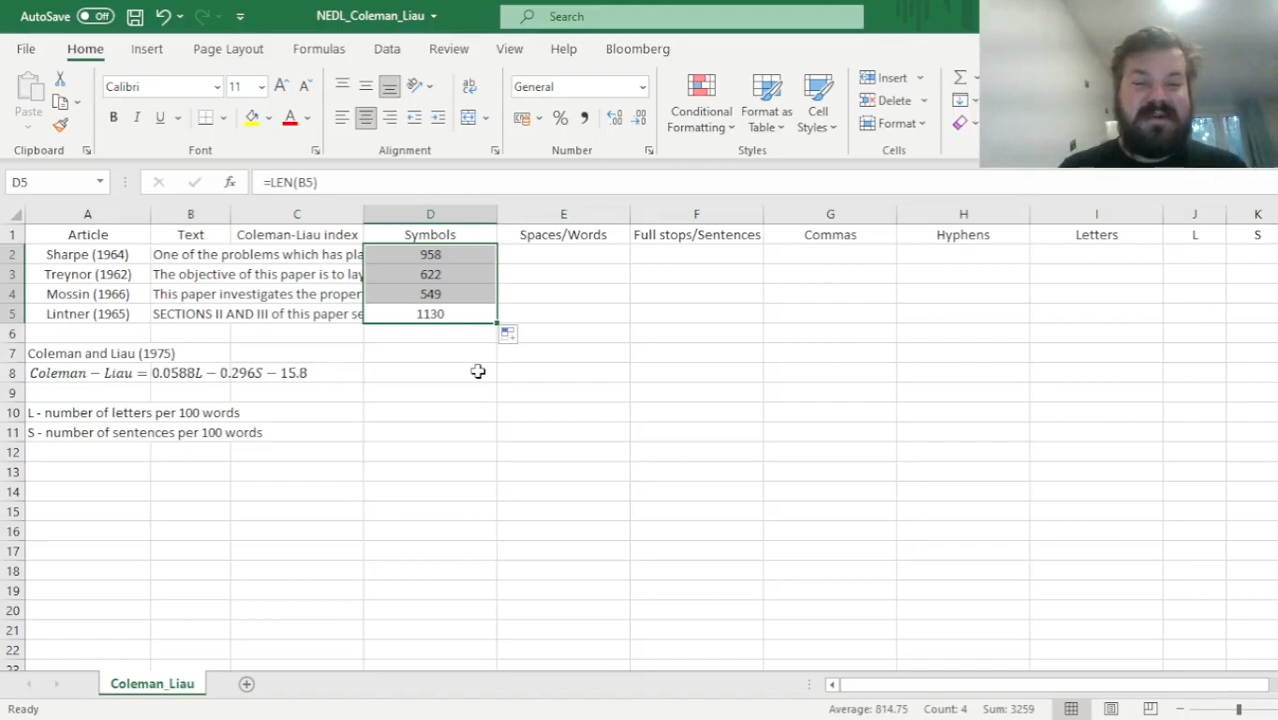 AutoSave Off NEDL_Coleman_Liau Search
File Home Insert Page Layout Formulas Data Review View Help Bloomberg
Paste Calibri 11 General Conditional Formatting Format as Table Cell Styles Insert Delete Format
Clipboard Font Alignment Number Styles Cells
D5 =LEN(B5)
A B C D E F G H I J K
1 Article Text Coleman-Liau index Symbols Spaces/Words Full stops/Sentences Commas Hyphens Letters L S
2 Sharpe (1964) One of the problems which has pla 958
3 Treynor (1962) The objective of this paper is to lay 622
4 Mossin (1966) This paper investigates the proper 549
5 Lintner (1965) SECTIONS II AND III of this paper se 1130
6
7 Coleman and Liau (1975)
8 Coleman − Liau = 0.0588L − 0.296S − 15.8
9
10 L - number of letters per 100 words
11 S - number of sentences per 100 words
12
13
14
15
16
17
18
19
20
21
22
23
Coleman_Liau
Ready Average: 814.75 Count: 4 Sum: 3259